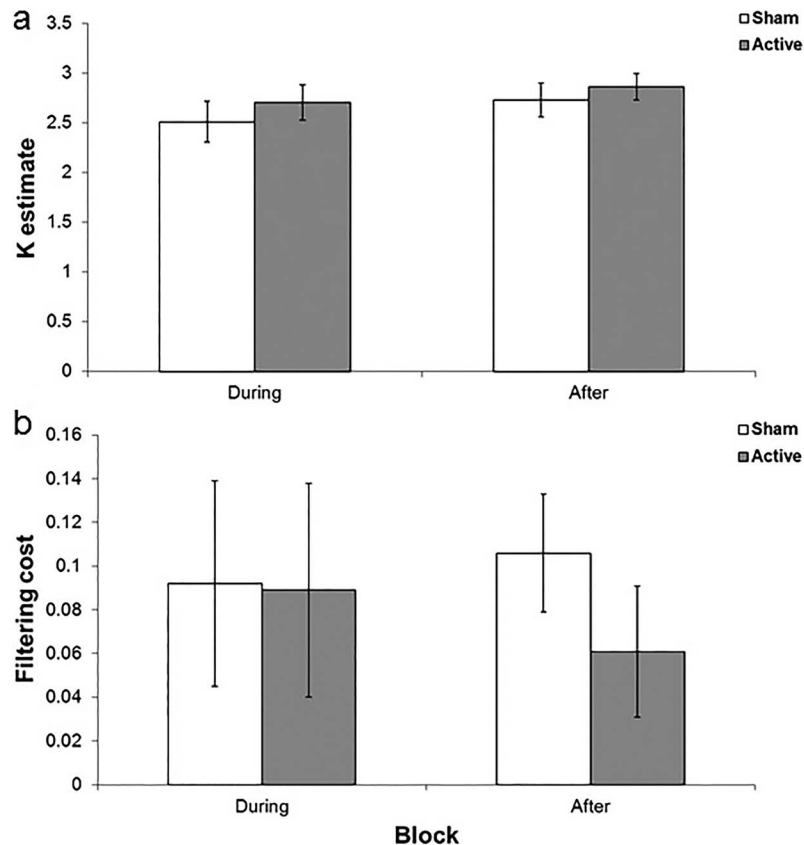 a
3.5
Sham
Active
3
2.5
2
1.5
1
0.5
0
K estimate
During After
b
0.16
Sham
Active
0.14
0.12
0.1
0.08
0.06
0.04
0.02
0
Filtering cost
During After
Block